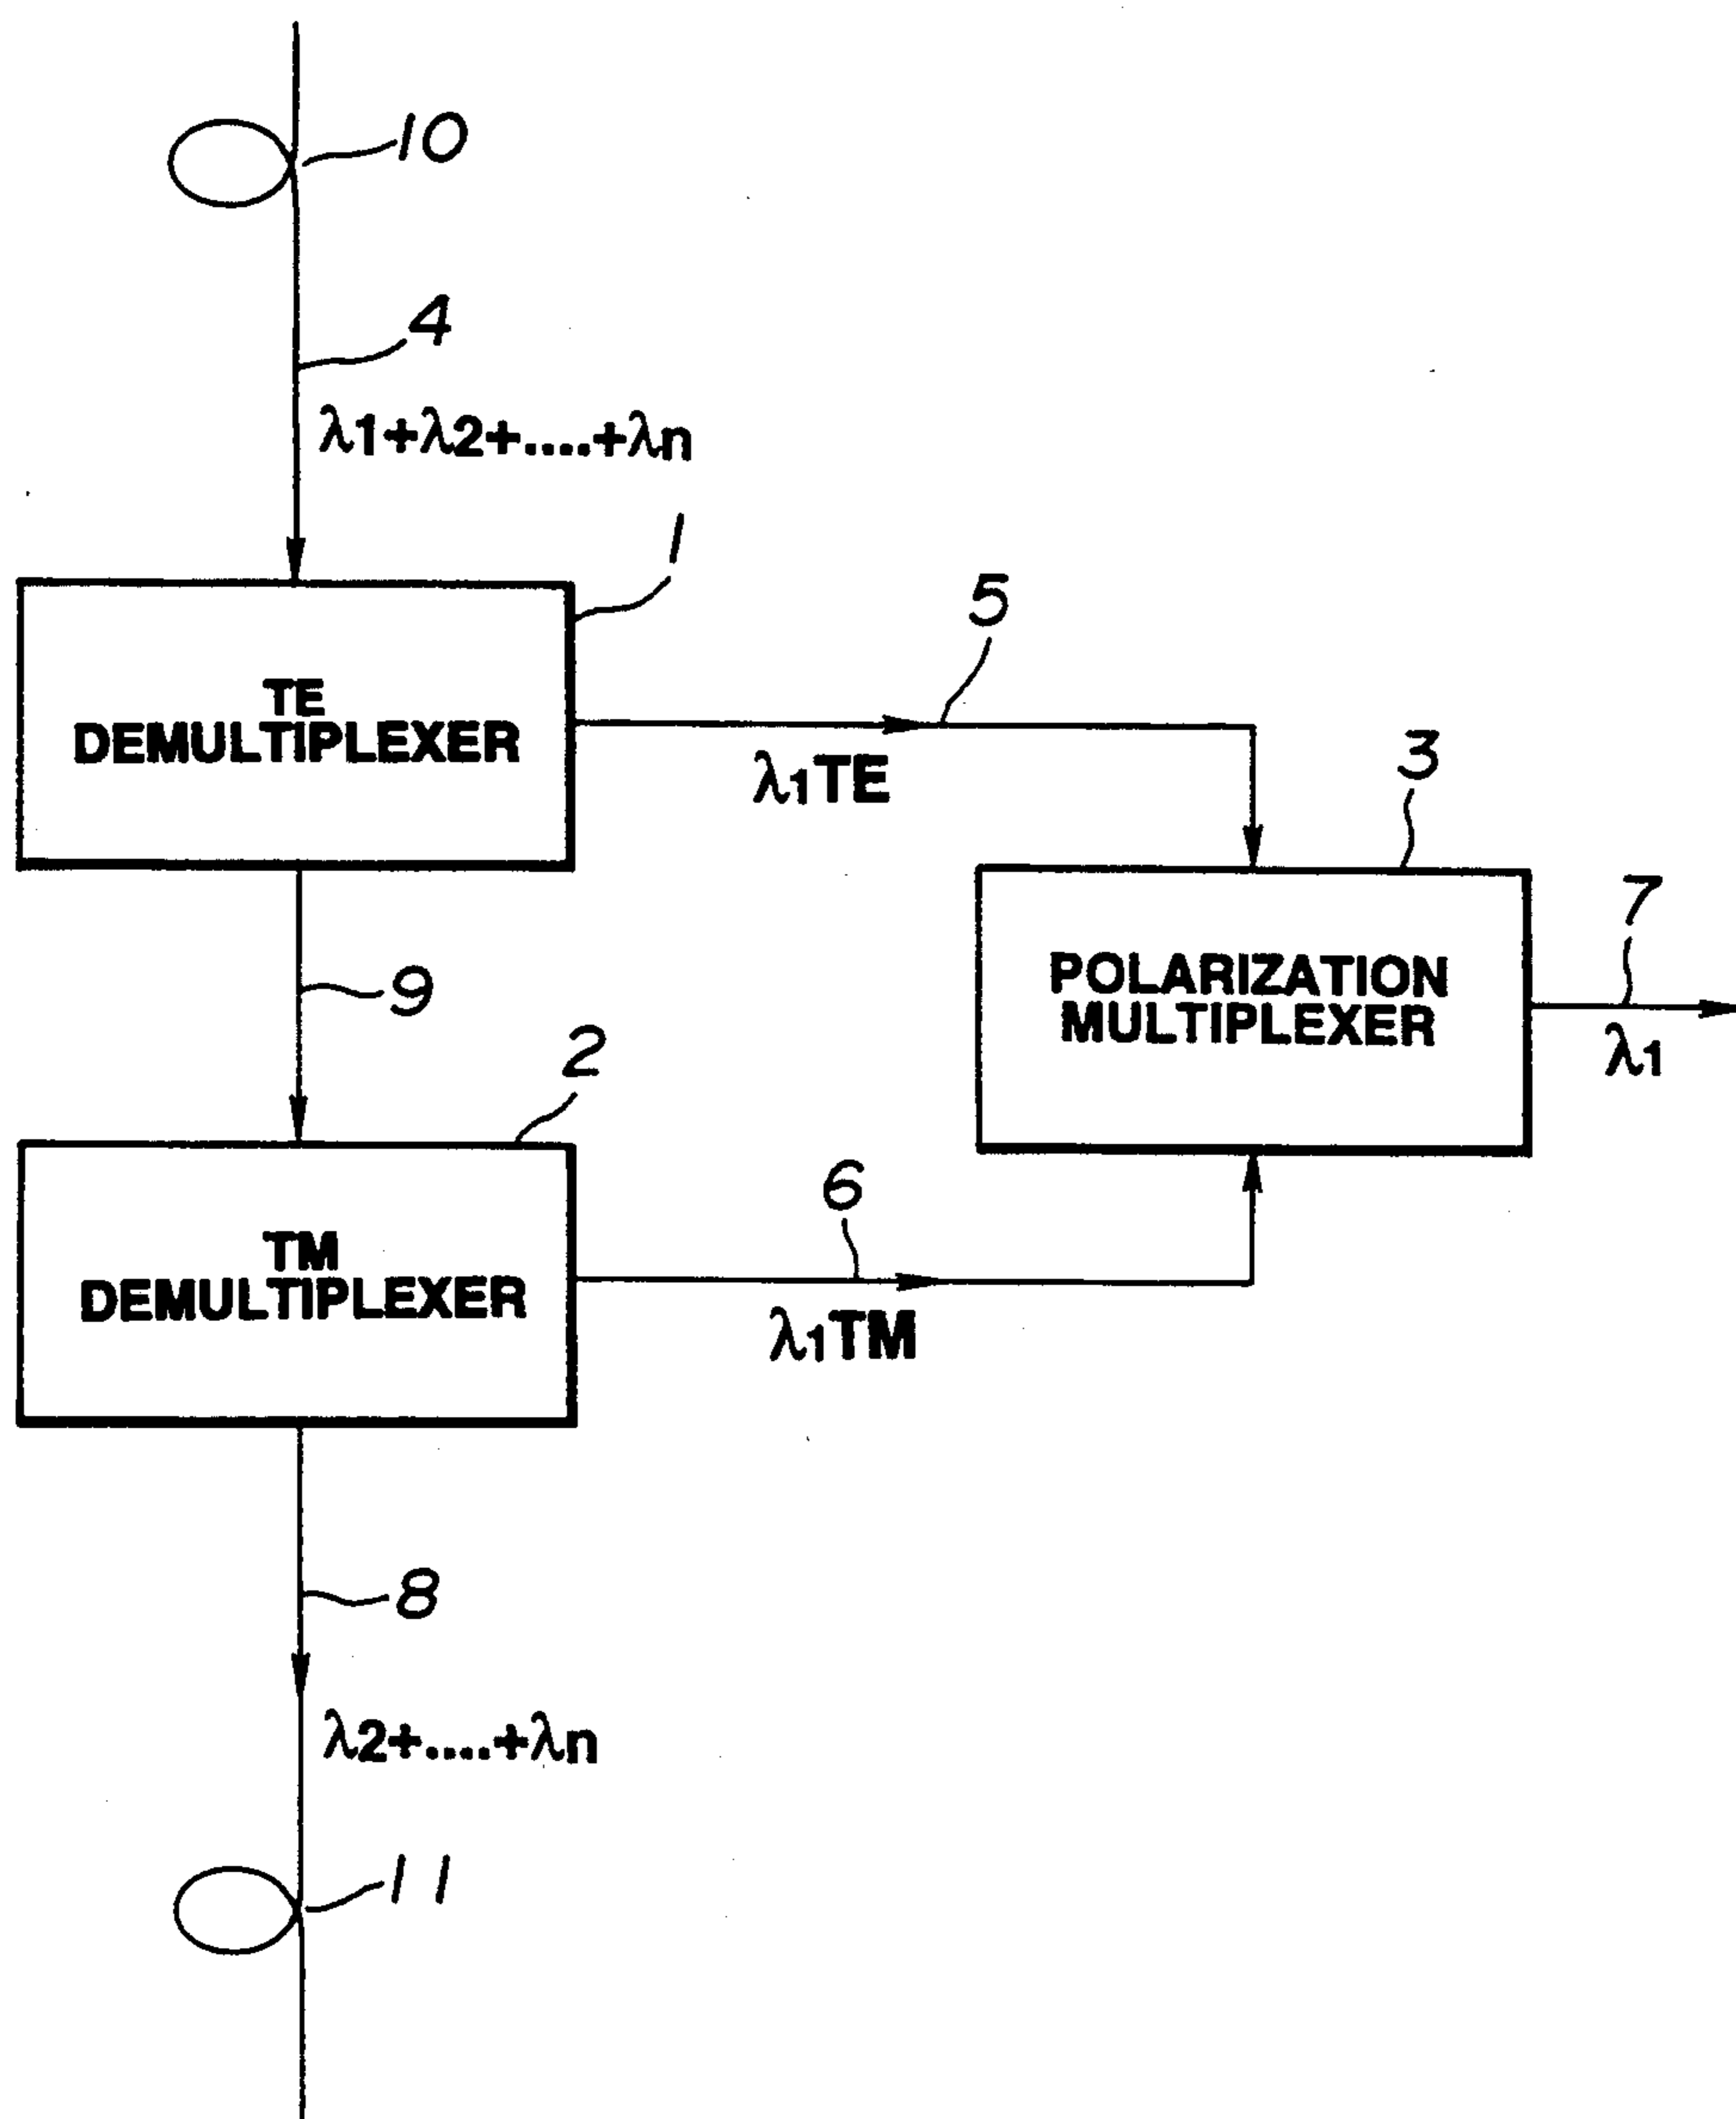 10
4
λ1+λ2+.....+λn
1
TE
DEMULTIPLEXER
5
λ1TE
3
POLARIZATION
MULTIPLEXER
7
λ1
9
2
TM
DEMULTIPLEXER
6
λ1TM
8
λ2+.....+λn
11